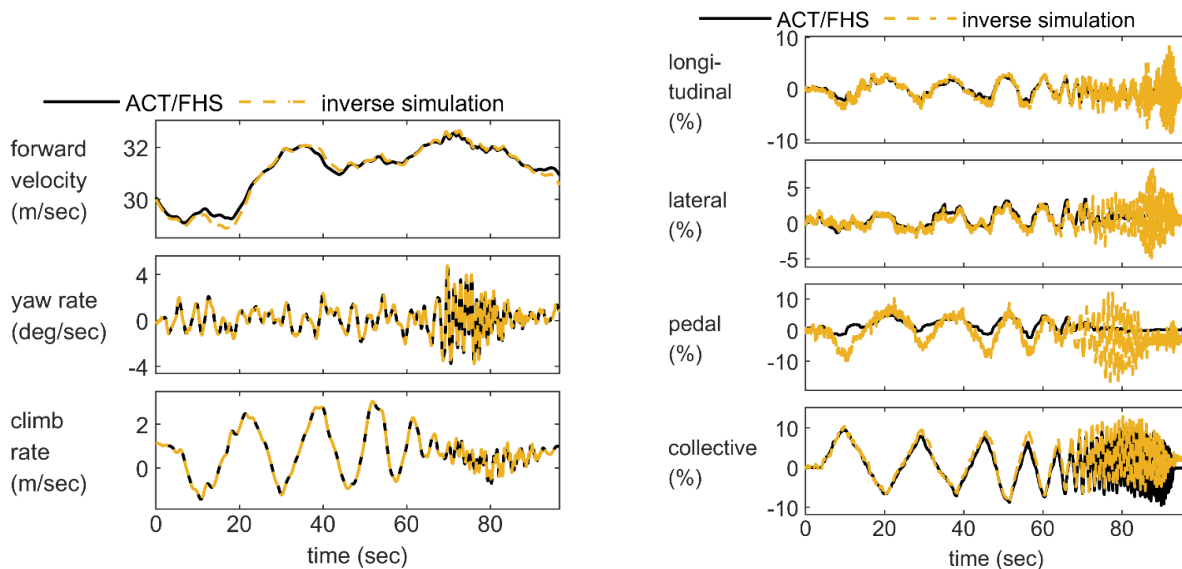 ACT/FHS inverse simulation
forward
velocity
(m/sec)
32
30
yaw rate
(deg/sec)
4
0
-4
climb
rate
(m/sec)
2
0
0 20 40 60 80
time (sec)
ACT/FHS inverse simulation
longi-
tudinal
(%)
10
0
-10
lateral
(%)
5
0
-5
pedal
(%)
10
0
-10
collective
(%)
10
0
-10
0 20 40 60 80
time (sec)